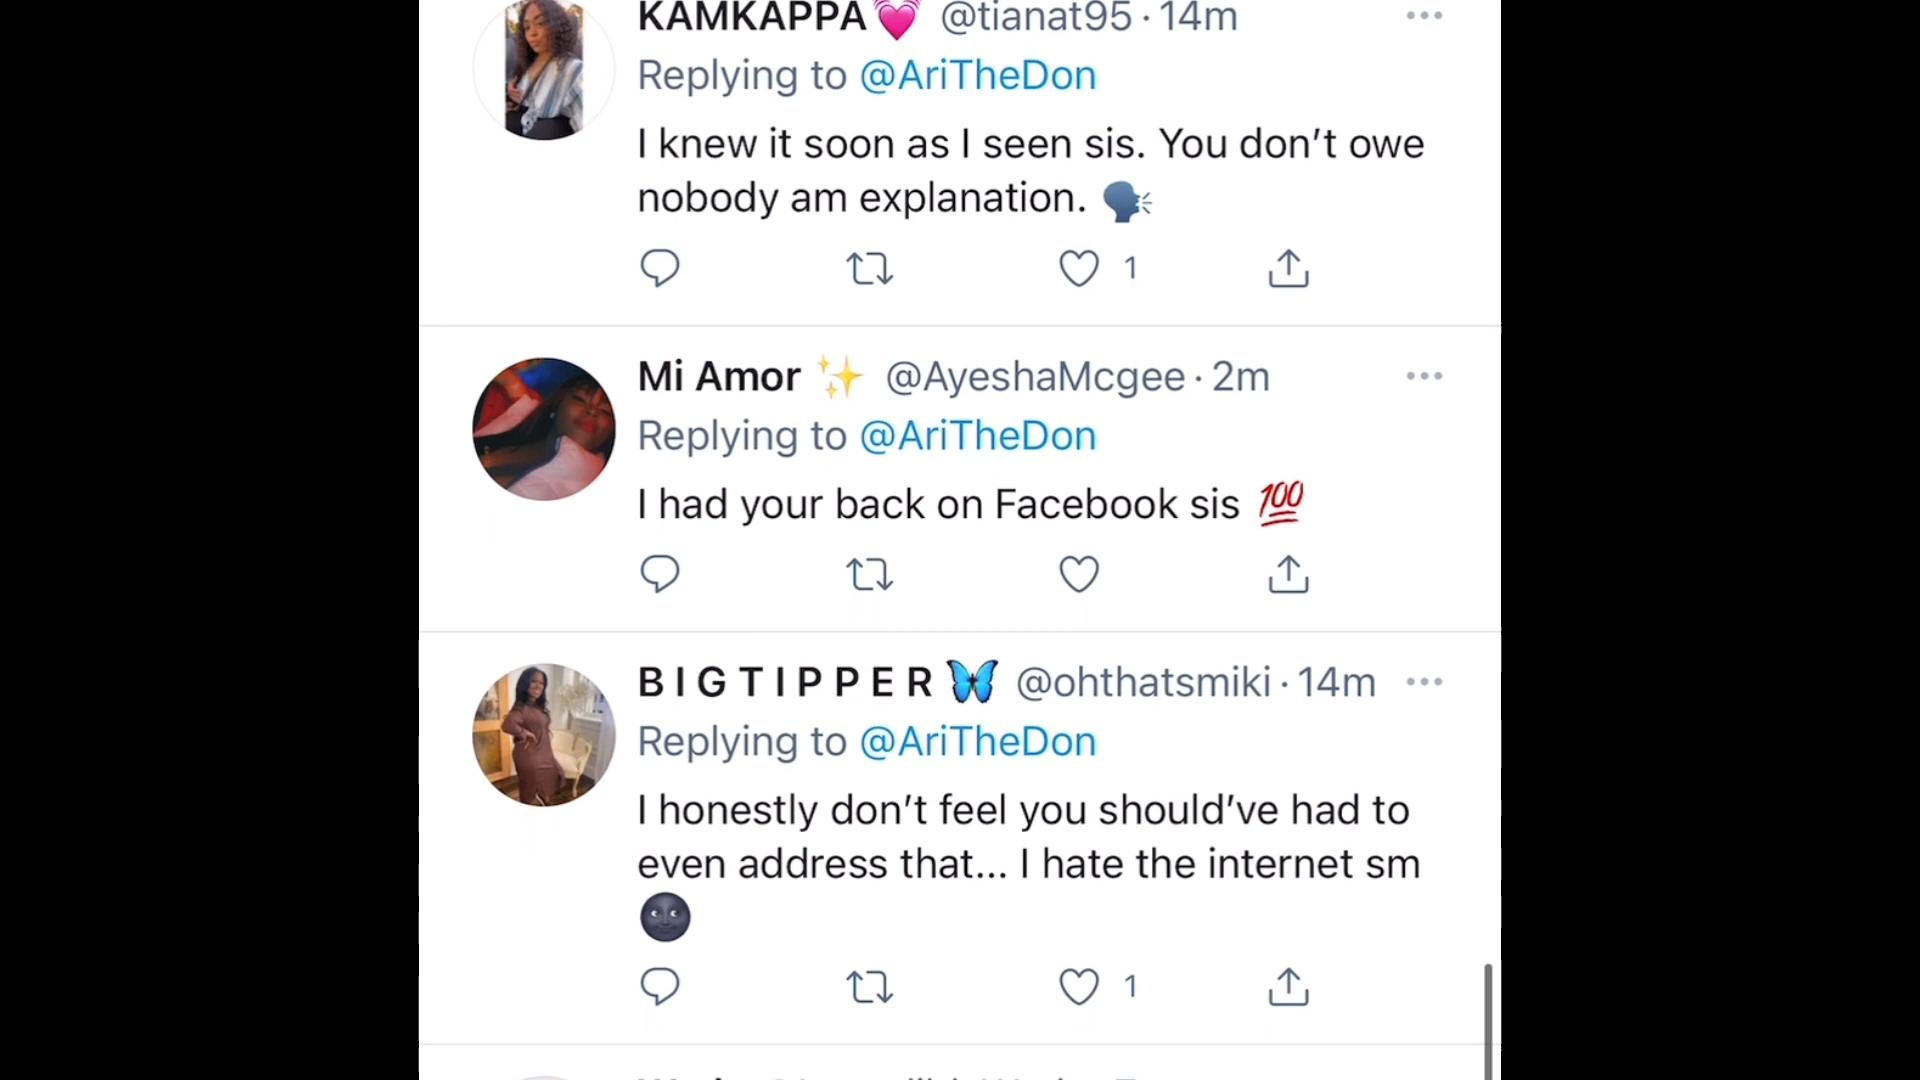 KAMKAPPA💓 @tianat95 · 14m
Replying to @AriTheDon
I knew it soon as I seen sis. You don’t owe
nobody am explanation. 🗣
1
Mi Amor ✨ @AyeshaMcgee · 2m
Replying to @AriTheDon
I had your back on Facebook sis 💯
B I G T I P P E R 🦋 @ohthatsmiki · 14m
Replying to @AriTheDon
I honestly don’t feel you should’ve had to
even address that... I hate the internet sm
🌚
1